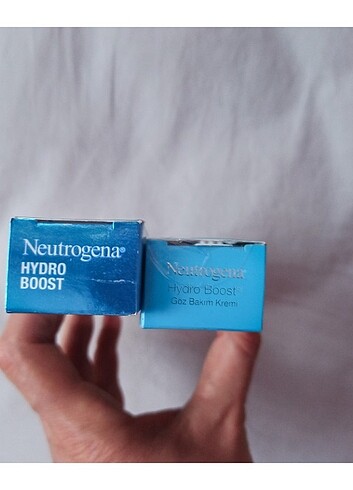 Neutrogena®
HYDRO
BOOST
Neutrogena
Hydro Boost
Göz Bakım Kremi